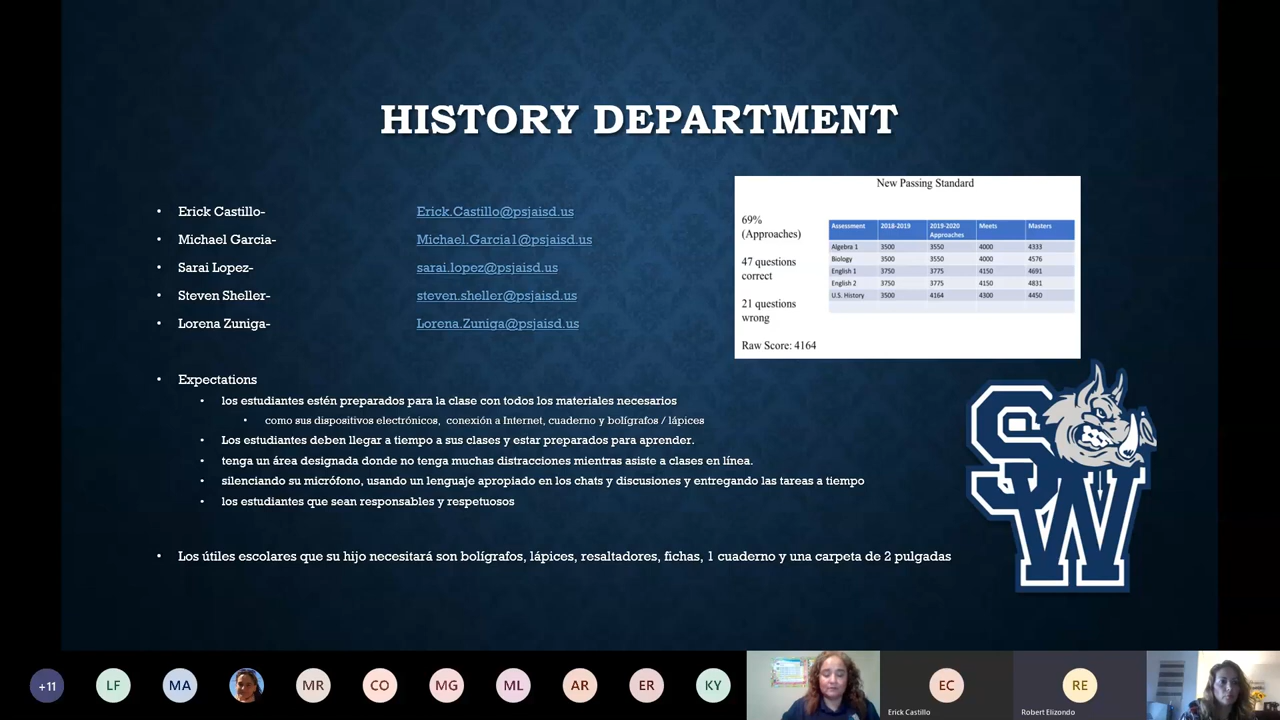 HISTORY DEPARTMENT
• Erick Castillo- Erick.Castillo@psjaisd.us
• Michael Garcia- Michael.Garcia1@psjaisd.us
• Sarai Lopez- sarai.lopez@psjaisd.us
• Steven Sheller- steven.sheller@psjaisd.us
• Lorena Zuniga- Lorena.Zuniga@psjaisd.us
New Passing Standard
69%
(Approaches)
47 questions
correct
21 questions
wrong
Raw Score: 4164
Assessment 2018-2019 2019-2020 Approaches Meets Masters
Algebra 1 3500 3550 4000 4333
Biology 3500 3550 4000 4576
English 1 3750 3775 4150 4691
English 2 3750 3775 4150 4831
U.S. History 3500 4164 4300 4450
• Expectations
• los estudiantes estén preparados para la clase con todos los materiales necesarios
• como sus dispositivos electrónicos, conexión a Internet, cuaderno y bolígrafos / lápices
• Los estudiantes deben llegar a tiempo a sus clases y estar preparados para aprender.
• tenga un área designada donde no tenga muchas distracciones mientras asiste a clases en línea.
• silenciando su micrófono, usando un lenguaje apropiado en los chats y discusiones y entregando las tareas a tiempo
• los estudiantes que sean responsables y respetuosos
• Los útiles escolares que su hijo necesitará son bolígrafos, lápices, resaltadores, fichas, 1 cuaderno y una carpeta de 2 pulgadas
SW
+11 LF MA MR CO MG ML AR ER KY EC RE
Erick Castillo Robert Elizondo